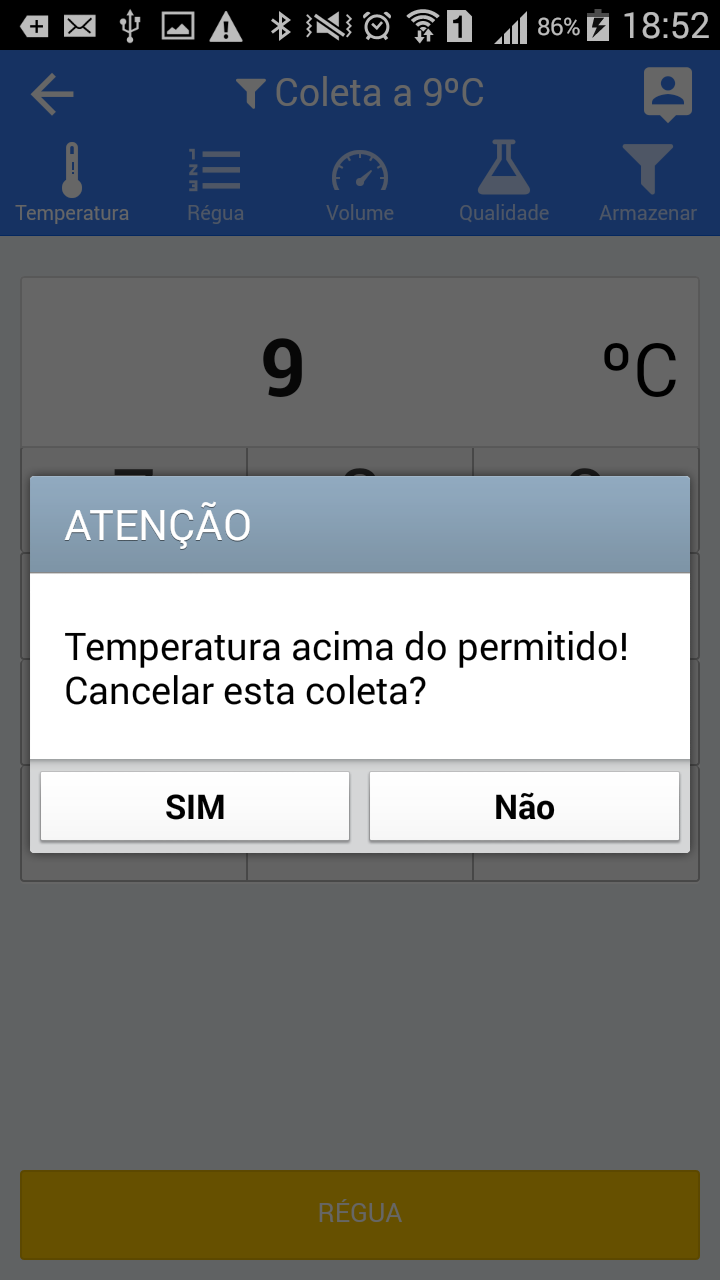 1 86% 18:52
Coleta a 9ºC
Temperatura Régua Volume Qualidade Armazenar
9 ºC
ATENÇÃO
Temperatura acima do permitido!
Cancelar esta coleta?
SIM Não
RÉGUA